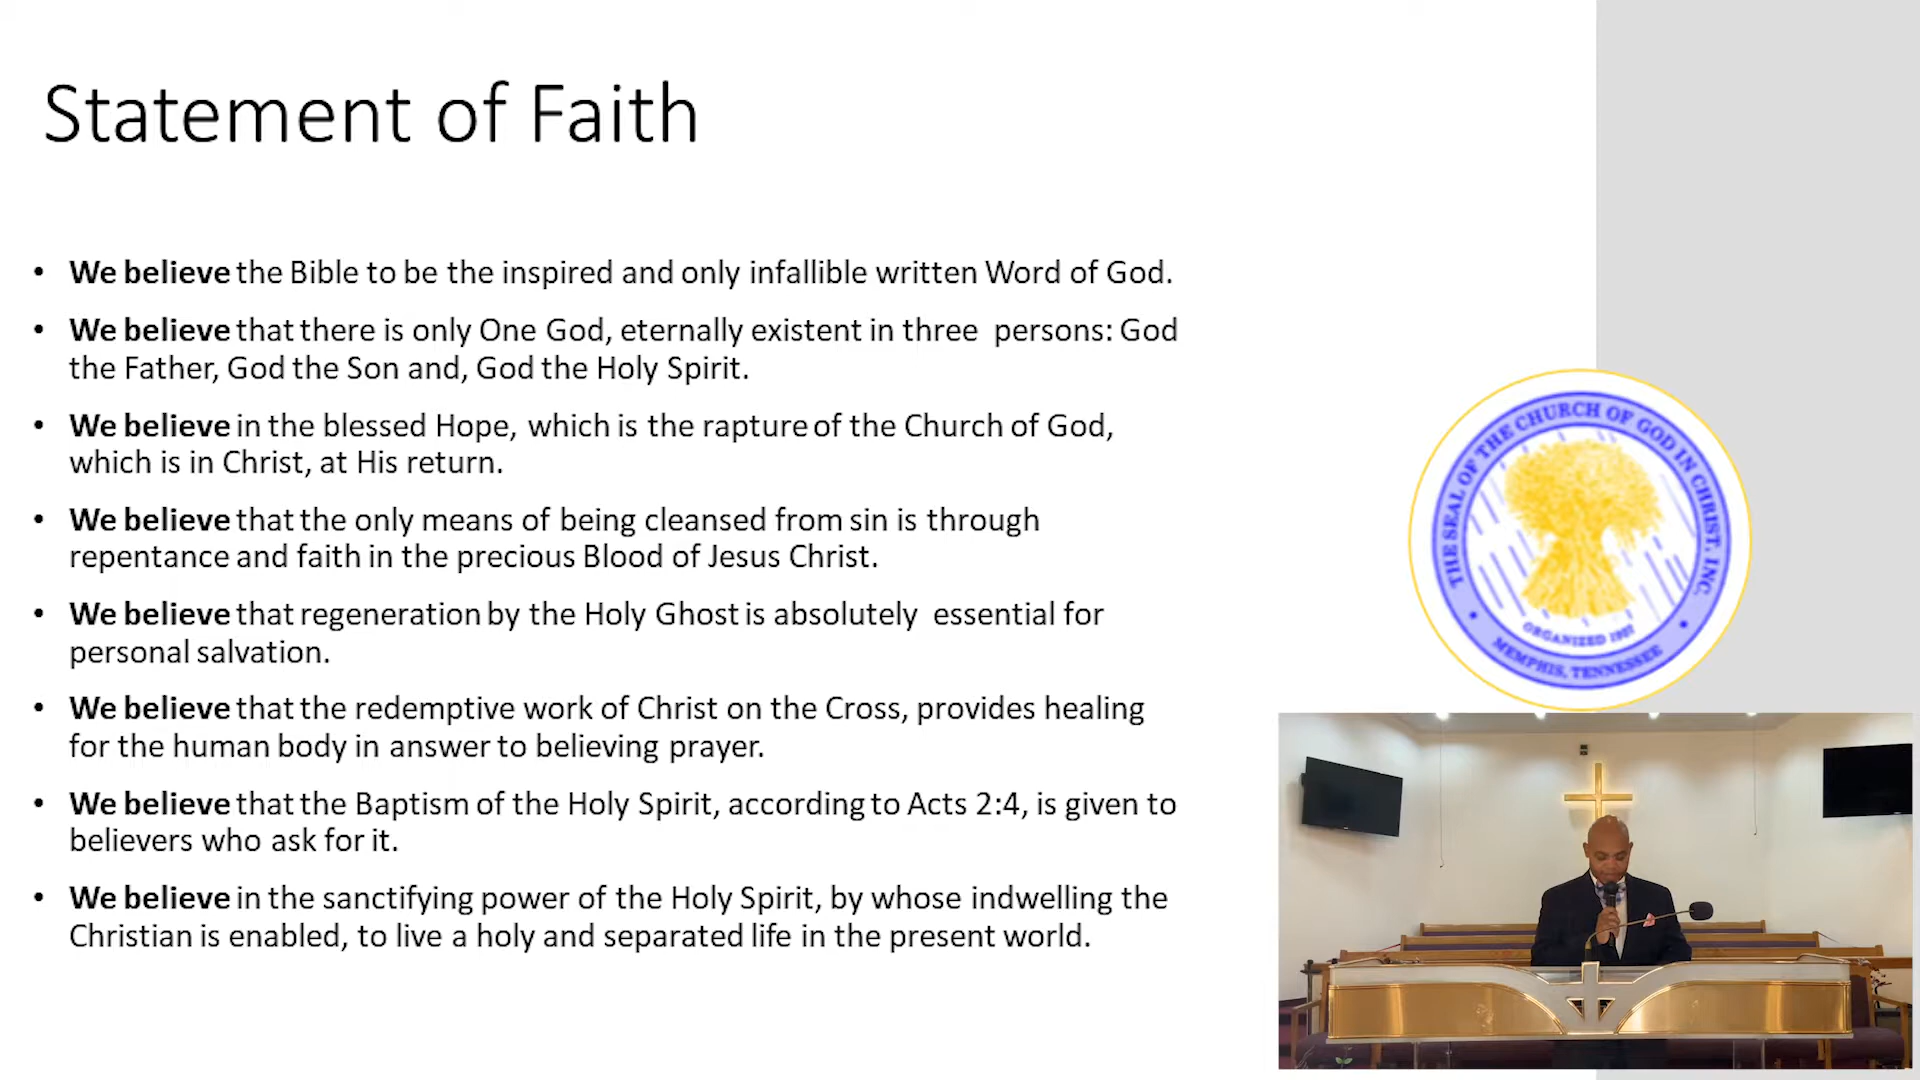 Statement of Faith
• We believe the Bible to be the inspired and only infallible written Word of God.
• We believe that there is only One God, eternally existent in three persons: God
the Father, God the Son and, God the Holy Spirit.
• We believe in the blessed Hope, which is the rapture of the Church of God,
which is in Christ, at His return.
• We believe that the only means of being cleansed from sin is through
repentance and faith in the precious Blood of Jesus Christ.
• We believe that regeneration by the Holy Ghost is absolutely essential for
personal salvation.
• We believe that the redemptive work of Christ on the Cross, provides healing
for the human body in answer to believing prayer.
• We believe that the Baptism of the Holy Spirit, according to Acts 2:4, is given to
believers who ask for it.
• We believe in the sanctifying power of the Holy Spirit, by whose indwelling the
Christian is enabled, to live a holy and separated life in the present world.
THE SEAL OF THE CHURCH OF GOD IN CHRIST, INC.
ORGANIZED 1907
MEMPHIS, TENNESSEE